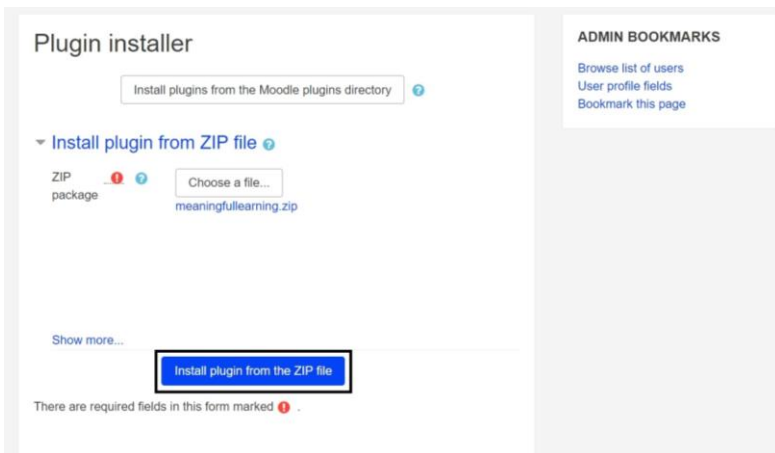 Plugin installer
Install plugins from the Moodle plugins directory
Install plugin from ZIP file
ZIP package
Choose a file...
meaningfullearning.zip
Show more...
Install plugin from the ZIP file
There are required fields in this form marked .
ADMIN BOOKMARKS
Browse list of users
User profile fields
Bookmark this page